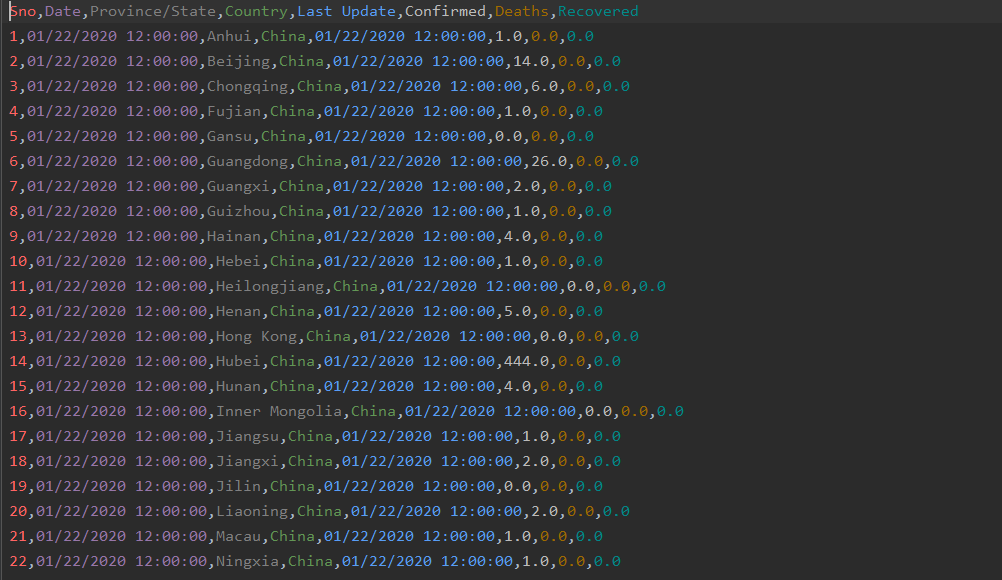 Sno,Date,Province/State,Country,Last Update,Confirmed,Deaths,Recovered
1,01/22/2020 12:00:00,Anhui,China,01/22/2020 12:00:00,1.0,0.0,0.0
2,01/22/2020 12:00:00,Beijing,China,01/22/2020 12:00:00,14.0,0.0,0.0
3,01/22/2020 12:00:00,Chongqing,China,01/22/2020 12:00:00,6.0,0.0,0.0
4,01/22/2020 12:00:00,Fujian,China,01/22/2020 12:00:00,1.0,0.0,0.0
5,01/22/2020 12:00:00,Gansu,China,01/22/2020 12:00:00,0.0,0.0,0.0
6,01/22/2020 12:00:00,Guangdong,China,01/22/2020 12:00:00,26.0,0.0,0.0
7,01/22/2020 12:00:00,Guangxi,China,01/22/2020 12:00:00,2.0,0.0,0.0
8,01/22/2020 12:00:00,Guizhou,China,01/22/2020 12:00:00,1.0,0.0,0.0
9,01/22/2020 12:00:00,Hainan,China,01/22/2020 12:00:00,4.0,0.0,0.0
10,01/22/2020 12:00:00,Hebei,China,01/22/2020 12:00:00,1.0,0.0,0.0
11,01/22/2020 12:00:00,Heilongjiang,China,01/22/2020 12:00:00,0.0,0.0,0.0
12,01/22/2020 12:00:00,Henan,China,01/22/2020 12:00:00,5.0,0.0,0.0
13,01/22/2020 12:00:00,Hong Kong,China,01/22/2020 12:00:00,0.0,0.0,0.0
14,01/22/2020 12:00:00,Hubei,China,01/22/2020 12:00:00,444.0,0.0,0.0
15,01/22/2020 12:00:00,Hunan,China,01/22/2020 12:00:00,4.0,0.0,0.0
16,01/22/2020 12:00:00,Inner Mongolia,China,01/22/2020 12:00:00,0.0,0.0,0.0
17,01/22/2020 12:00:00,Jiangsu,China,01/22/2020 12:00:00,1.0,0.0,0.0
18,01/22/2020 12:00:00,Jiangxi,China,01/22/2020 12:00:00,2.0,0.0,0.0
19,01/22/2020 12:00:00,Jilin,China,01/22/2020 12:00:00,0.0,0.0,0.0
20,01/22/2020 12:00:00,Liaoning,China,01/22/2020 12:00:00,2.0,0.0,0.0
21,01/22/2020 12:00:00,Macau,China,01/22/2020 12:00:00,1.0,0.0,0.0
22,01/22/2020 12:00:00,Ningxia,China,01/22/2020 12:00:00,1.0,0.0,0.0